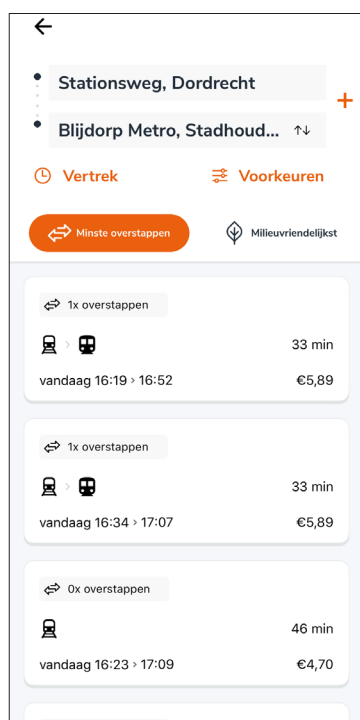 Stationsweg, Dordrecht
Blijdorp Metro, Stadhoud...
Vertrek
Voorkeuren
Minste overstappen
Milieuvriendelijkst
1x overstappen
33 min
vandaag 16:19 › 16:52
€5,89
1x overstappen
33 min
vandaag 16:34 › 17:07
€5,89
0x overstappen
46 min
vandaag 16:23 › 17:09
€4,70